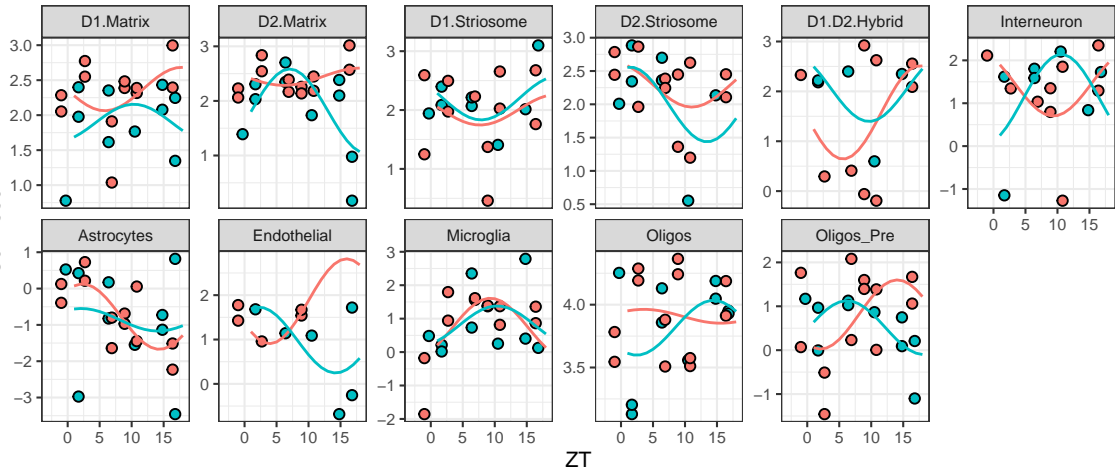 D1.Matrix D2.Matrix D1.Striosome D2.Striosome D1.D2.Hybrid Interneuron
3.0 2.5 2.0 1.5 1.0
3 2 1
3 2 1
3.0 2.5 2.0 1.5 1.0 0.5
3 2 1 0
2 1 0 −1
0 5 10 15
Astrocytes Endothelial Microglia Oligos Oligos_Pre
1 0 −1 −2 −3
2 1 0
3 2 1 0 −1 −2
4.0 3.5
2 1 0 −1
0 5 10 15 0 5 10 15 0 5 10 15 0 5 10 15 0 5 10 15
ZT